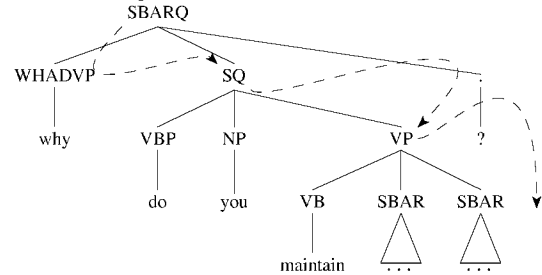 SBARQ
WHADVP SQ .
why VBP NP VP ?
do you VB SBAR SBAR
maintain ... ...